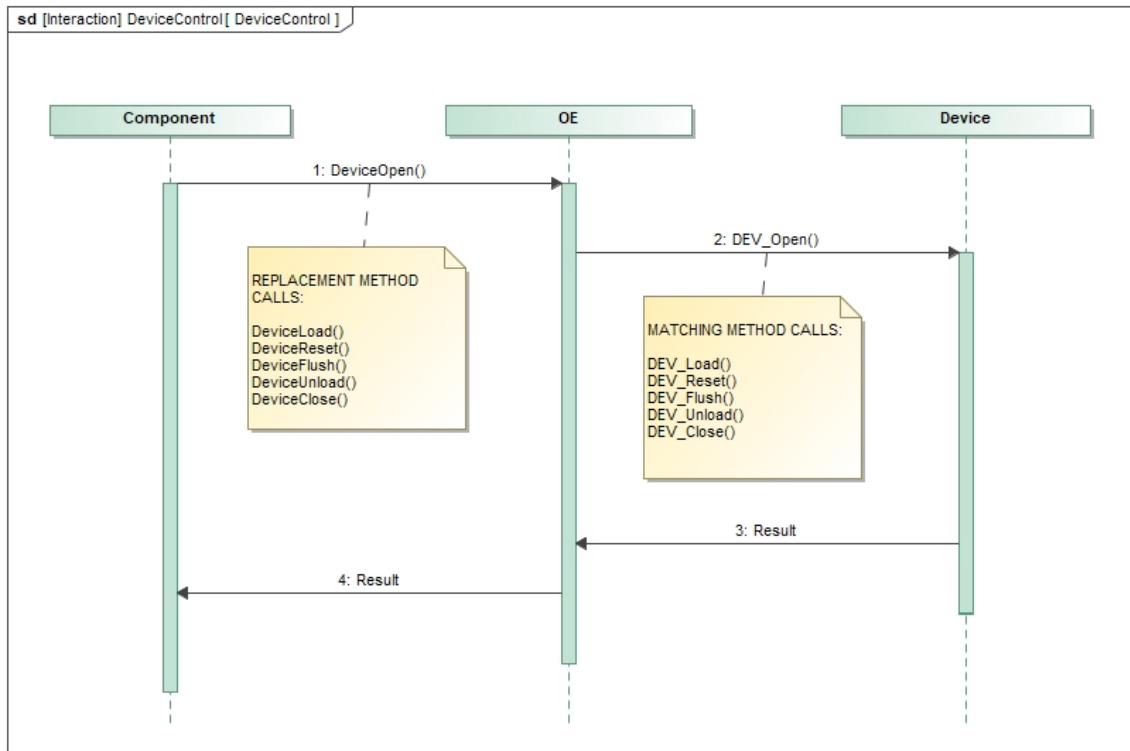 sd [Interaction] DeviceControl[ DeviceControl ]
Component
OE
Device
1: DeviceOpen()
2: DEV_Open()
REPLACEMENT METHOD
CALLS:
DeviceLoad()
DeviceReset()
DeviceFlush()
DeviceUnload()
DeviceClose()
MATCHING METHOD CALLS:
DEV_Load()
DEV_Reset()
DEV_Flush()
DEV_Unload()
DEV_Close()
3: Result
4: Result